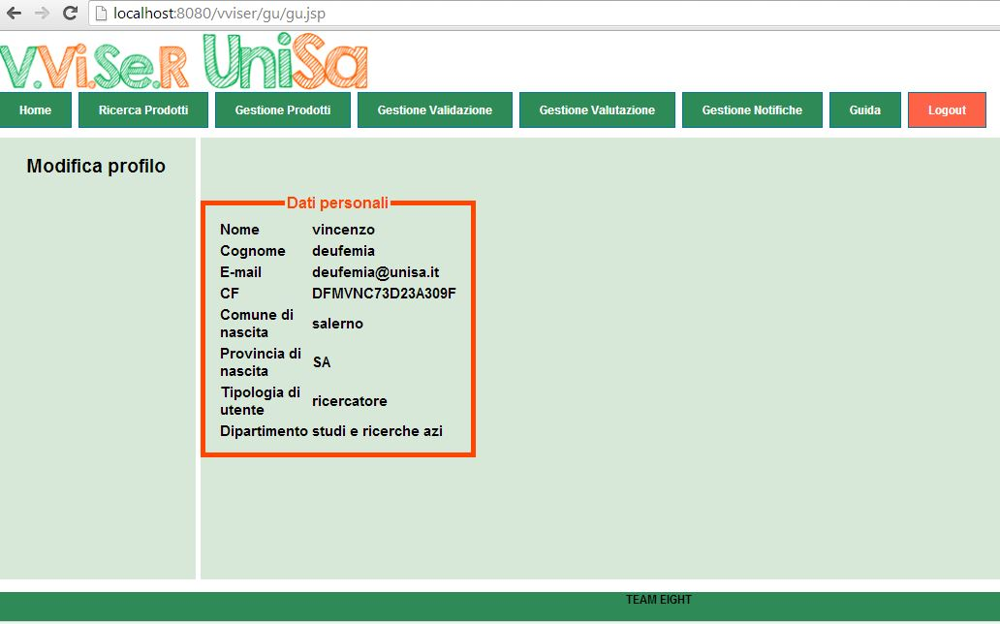 localhost:8080/vviser/gu/gu.jsp
V.Vi.Se.R UniSa
Home Ricerca Prodotti Gestione Prodotti Gestione Validazione Gestione Valutazione Gestione Notifiche Guida Logout
Modifica profilo
Dati personali
Nome vincenzo
Cognome deufemia
E-mail deufemia@unisa.it
CF DFMVNC73D23A309F
Comune di
nascita salerno
Provincia di
nascita SA
Tipologia di
utente ricercatore
Dipartimento studi e ricerche azi
TEAM EIGHT